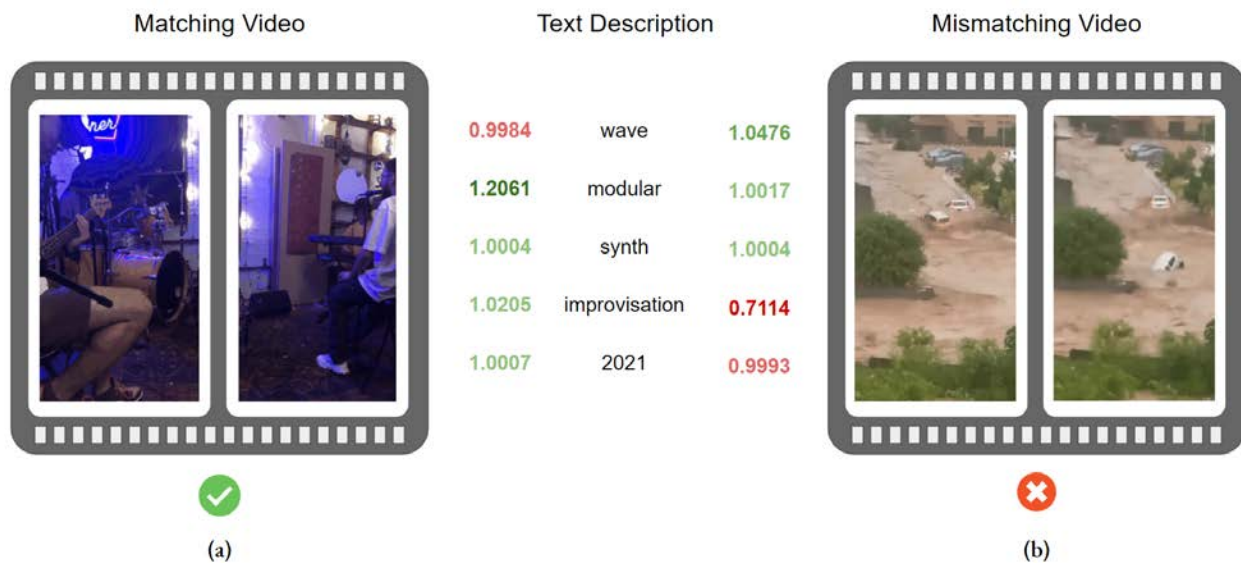 Matching Video Text Description Mismatching Video
ner
0.9984 wave 1.0476
1.2061 modular 1.0017
1.0004 synth 1.0004
1.0205 improvisation 0.7114
1.0007 2021 0.9993
(a) (b)